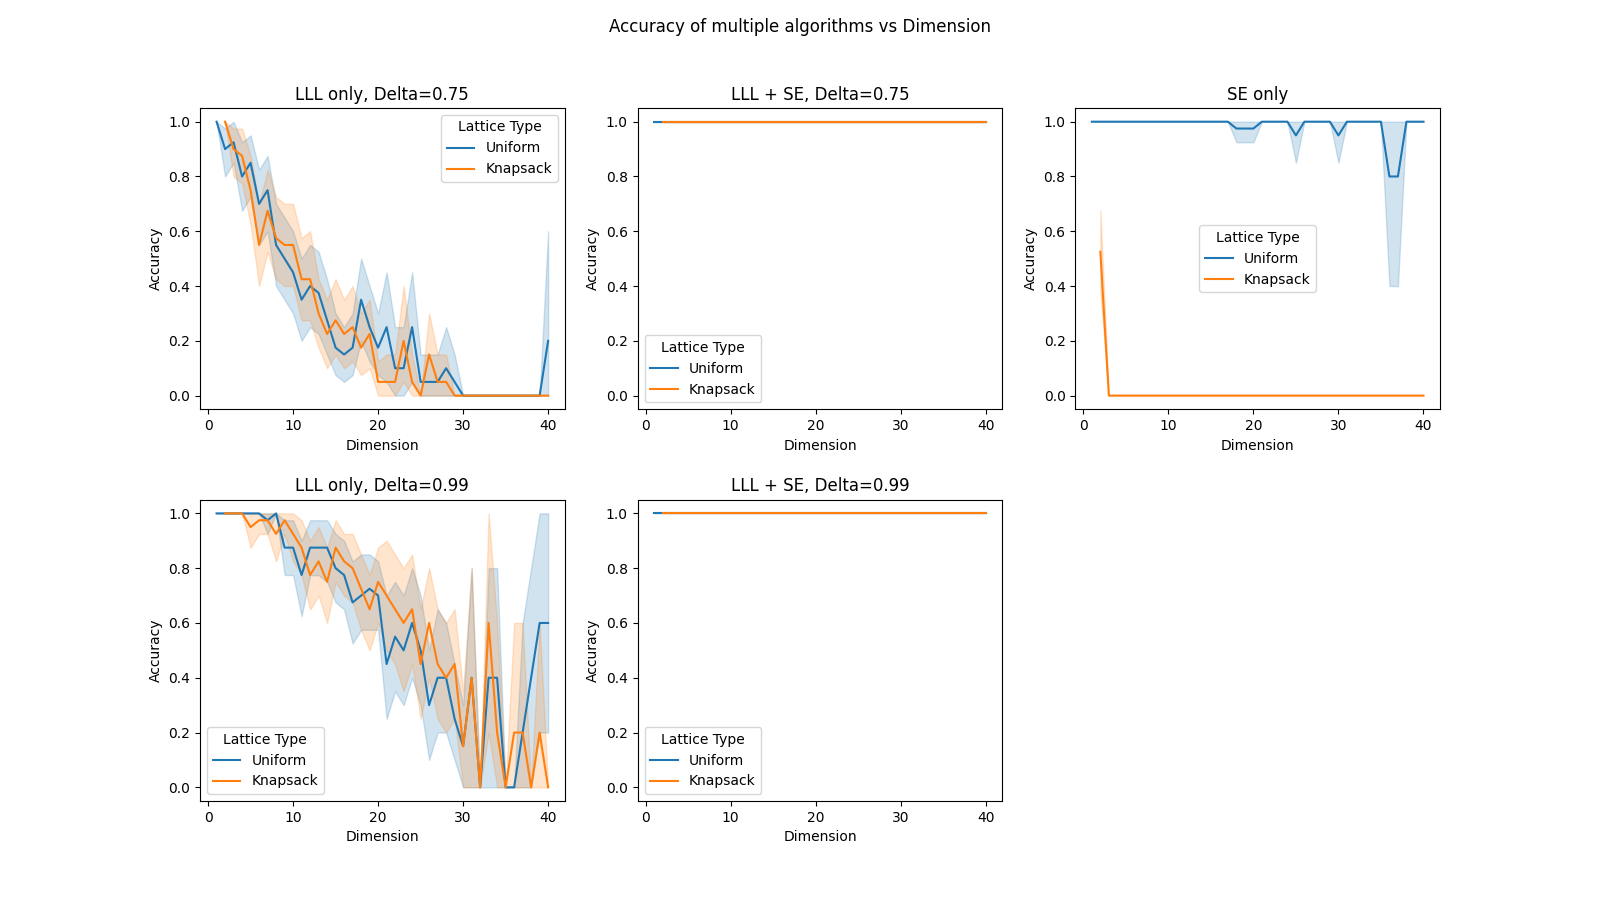 Accuracy of multiple algorithms vs Dimension
LLL only, Delta=0.75
1.0
0.8
0.6
0.4
0.2
0.0
Accuracy
Lattice Type
Uniform
Knapsack
0 10 20 30 40
Dimension
LLL + SE, Delta=0.75
1.0
0.8
0.6
0.4
0.2
0.0
Accuracy
Lattice Type
Uniform
Knapsack
0 10 20 30 40
Dimension
SE only
1.0
0.8
0.6
0.4
0.2
0.0
Accuracy
Lattice Type
Uniform
Knapsack
0 10 20 30 40
Dimension
LLL only, Delta=0.99
1.0
0.8
0.6
0.4
0.2
0.0
Accuracy
Lattice Type
Uniform
Knapsack
0 10 20 30 40
Dimension
LLL + SE, Delta=0.99
1.0
0.8
0.6
0.4
0.2
0.0
Accuracy
Lattice Type
Uniform
Knapsack
0 10 20 30 40
Dimension